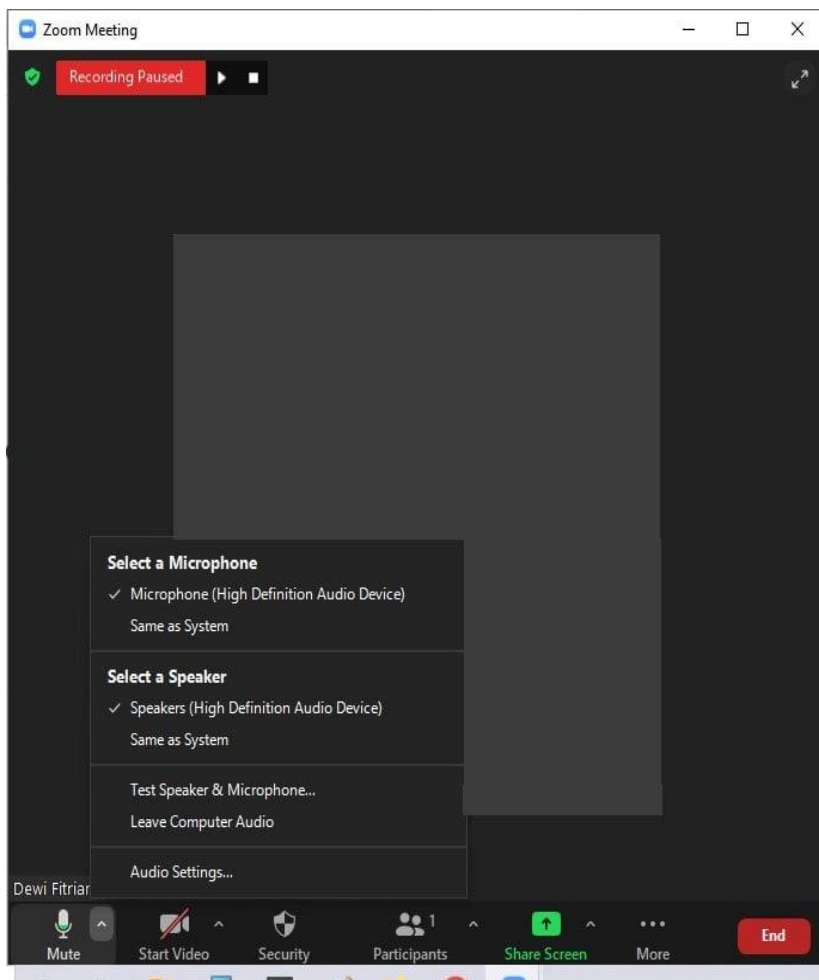 Zoom Meeting
Recording Paused
Select a Microphone
Microphone (High Definition Audio Device)
Same as System
Select a Speaker
Speakers (High Definition Audio Device)
Same as System
Test Speaker & Microphone...
Leave Computer Audio
Audio Settings...
Dewi Fitriar
Mute
Start Video
Security
1
Participants
Share Screen
More
End